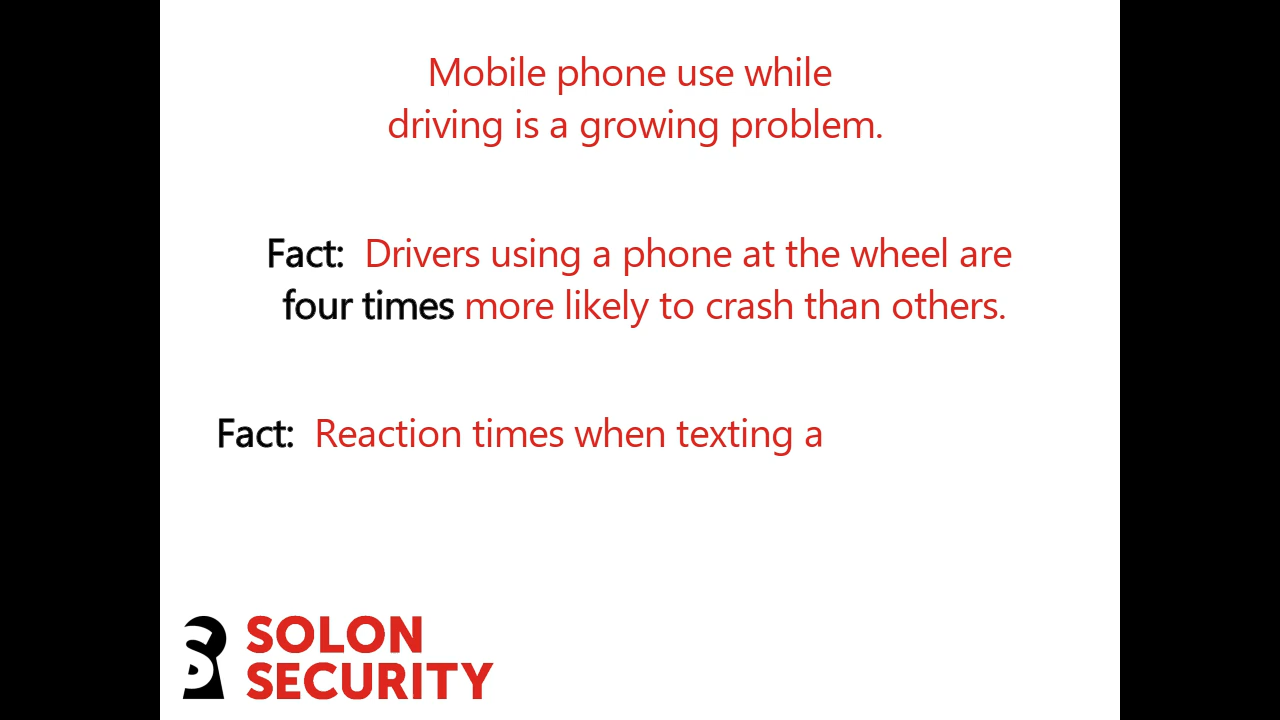 Mobile phone use while
driving is a growing problem.
Fact: Drivers using a phone at the wheel are
four times more likely to crash than others.
Fact: Reaction times when texting a
SOLON
SECURITY